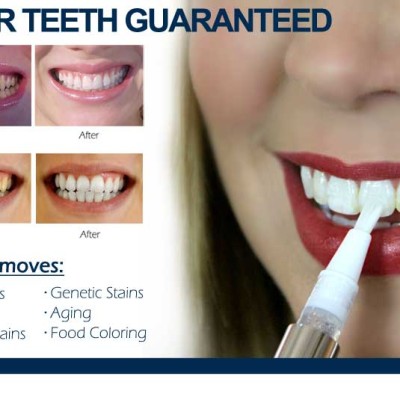 R TEETH GUARANTEED
After
After
moves:
s · Genetic Stains
· Aging
ains · Food Coloring